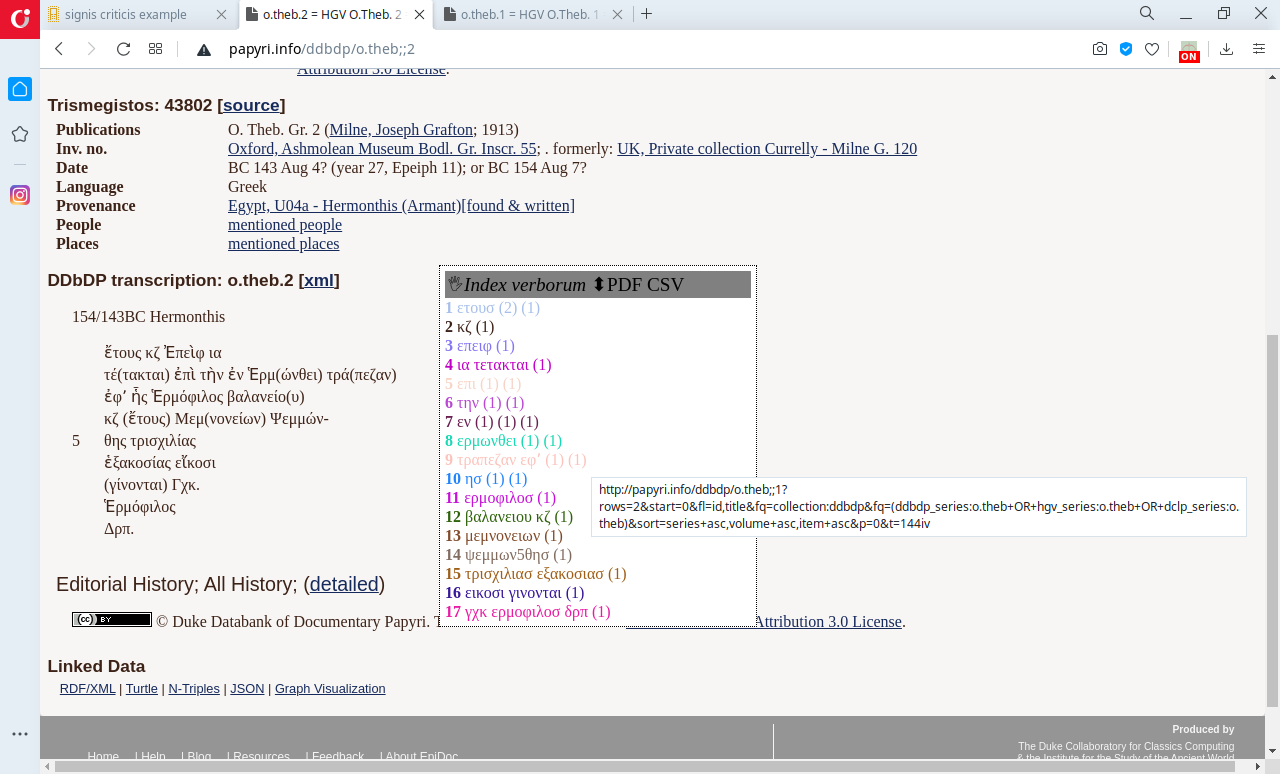 signis criticis example
o.theb.2 = HGV O.Theb. 2
o.theb.1 = HGV O.Theb. 1
papyri.info/ddbdp/o.theb;;2
ON
Attribution 3.0 License.
Trismegistos: 43802 [source]
Publications O. Theb. Gr. 2 (Milne, Joseph Grafton; 1913)
Inv. no. Oxford, Ashmolean Museum Bodl. Gr. Inscr. 55; . formerly: UK, Private collection Currelly - Milne G. 120
Date BC 143 Aug 4? (year 27, Epeiph 11); or BC 154 Aug 7?
Language Greek
Provenance Egypt, U04a - Hermonthis (Armant)[found & written]
People mentioned people
Places mentioned places
DDbDP transcription: o.theb.2 [xml]
154/143BC Hermonthis
ἔτους κζ Ἐπεὶφ ια
τέ(τακται) ἐπὶ τὴν ἐν Ἑρμ(ώνθει) τρά(πεζαν)
ἐφʼ ἧς Ἑρμόφιλος βαλανείο(υ)
κζ (ἔτους) Μεμ(νονείων) Ψεμμών-
5 θης τρισχιλίας
ἑξακοσίας εἴκοσι
(γίνονται) Γχκ.
Ἑρμόφιλος
Δρπ.
🖐Index verborum ⬍PDF CSV
1 ετουσ (2) (1)
2 κζ (1)
3 επειφ (1)
4 ια τετακται (1)
5 επι (1) (1)
6 την (1) (1)
7 εν (1) (1) (1)
8 ερμωνθει (1) (1)
9 τραπεζαν εφʼ (1) (1)
10 ησ (1) (1)
11 ερμοφιλοσ (1)
12 βαλανειου κζ (1)
13 μεμνονειων (1)
14 ψεμμων5θησ (1)
15 τρισχιλιασ εξακοσιασ (1)
16 εικοσι γινονται (1)
17 γχκ ερμοφιλοσ δρπ (1)
http://papyri.info/ddbdp/o.theb;;1?
rows=2&start=0&fl=id,title&fq=collection:ddbdp&fq=(ddbdp_series:o.theb+OR+hgv_series:o.theb+OR+dclp_series:o.
theb)&sort=series+asc,volume+asc,item+asc&p=0&t=144iv
Editorial History; All History; (detailed)
(cc) BY © Duke Databank of Documentary Papyri. T
Attribution 3.0 License.
Linked Data
RDF/XML | Turtle | N-Triples | JSON | Graph Visualization
Home | Help | Blog | Resources | Feedback | About EpiDoc
Produced by
The Duke Collaboratory for Classics Computing
& the Institute for the Study of the Ancient World